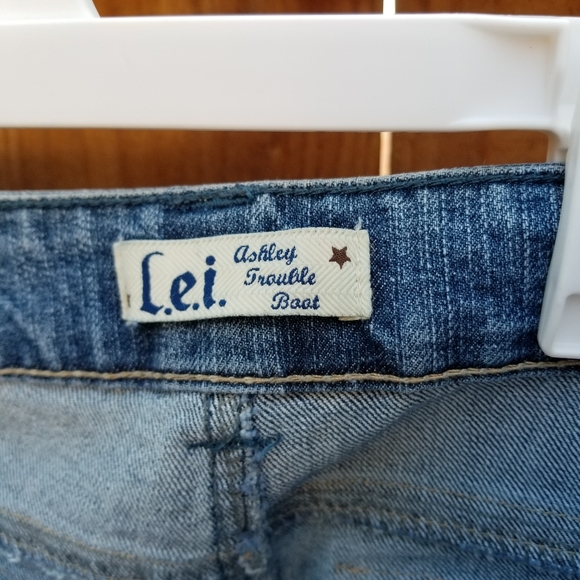 l.e.i.
Ashley
Trouble
Boot